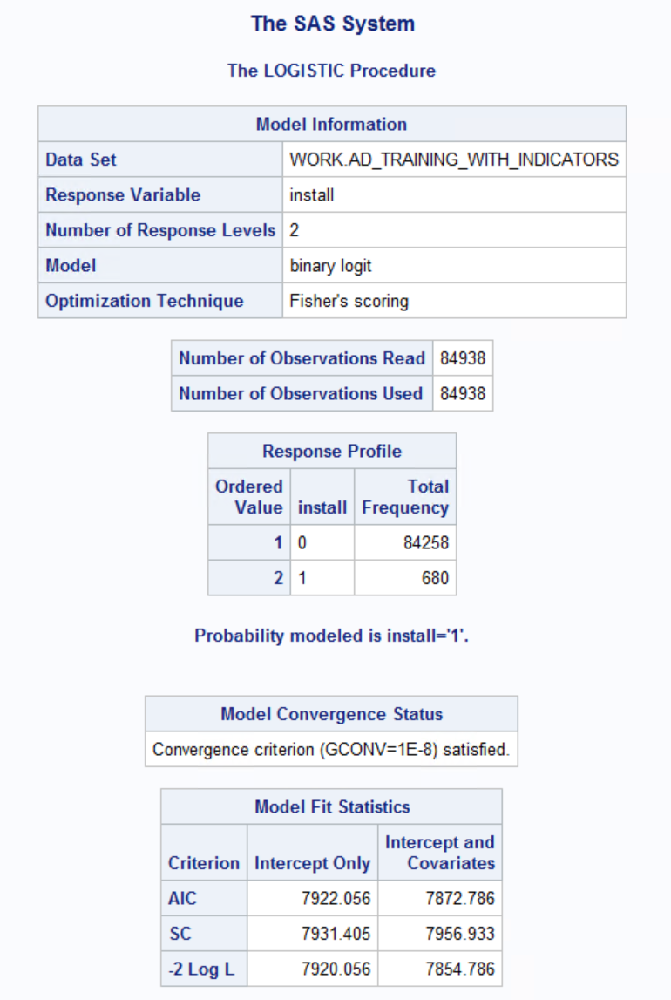 The SAS System
The LOGISTIC Procedure
Model Information
Data Set WORK.AD_TRAINING_WITH_INDICATORS
Response Variable install
Number of Response Levels 2
Model binary logit
Optimization Technique Fisher's scoring
Number of Observations Read 84938
Number of Observations Used 84938
Response Profile
Ordered Value install Total Frequency
1 0 84258
2 1 680
Probability modeled is install='1'.
Model Convergence Status
Convergence criterion (GCONV=1E-8) satisfied.
Model Fit Statistics
Criterion Intercept Only Intercept and Covariates
AIC 7922.056 7872.786
SC 7931.405 7956.933
-2 Log L 7920.056 7854.786